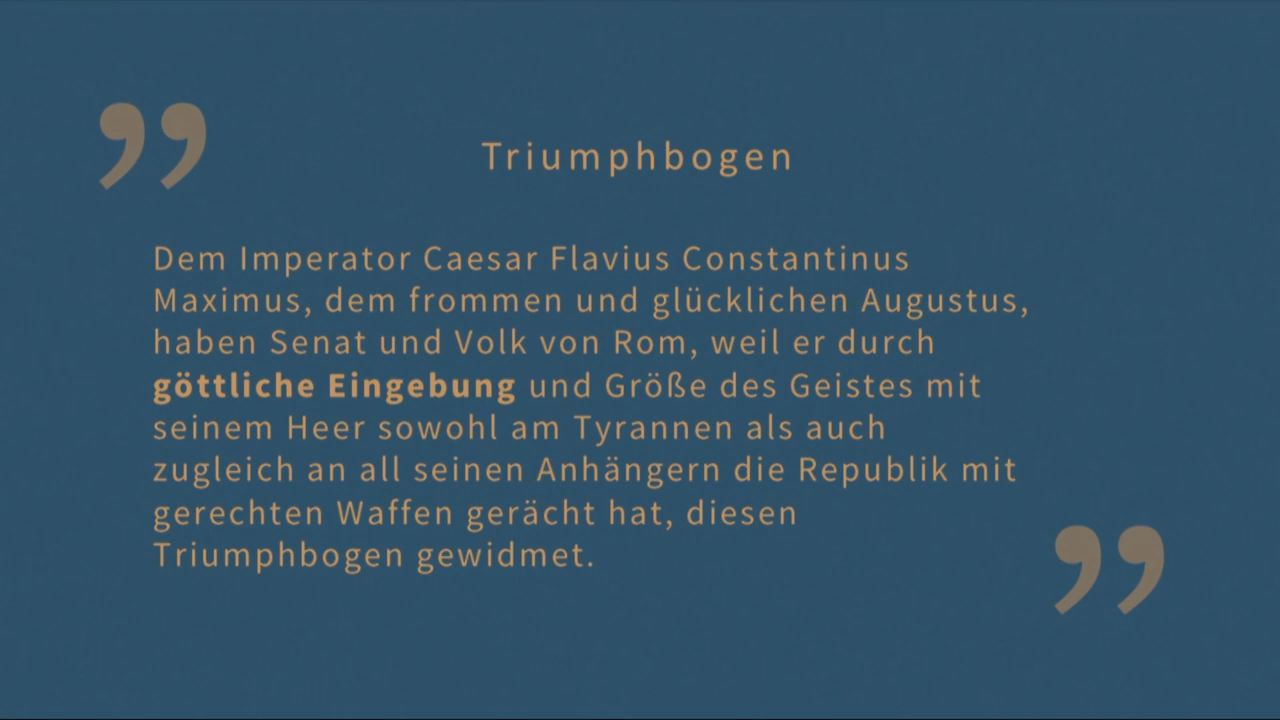 ”
Triumphbogen
Dem Imperator Caesar Flavius Constantinus
Maximus, dem frommen und glücklichen Augustus,
haben Senat und Volk von Rom, weil er durch
göttliche Eingebung und Größe des Geistes mit
seinem Heer sowohl am Tyrannen als auch
zugleich an all seinen Anhängern die Republik mit
gerechten Waffen gerächt hat, diesen
Triumphbogen gewidmet.
”